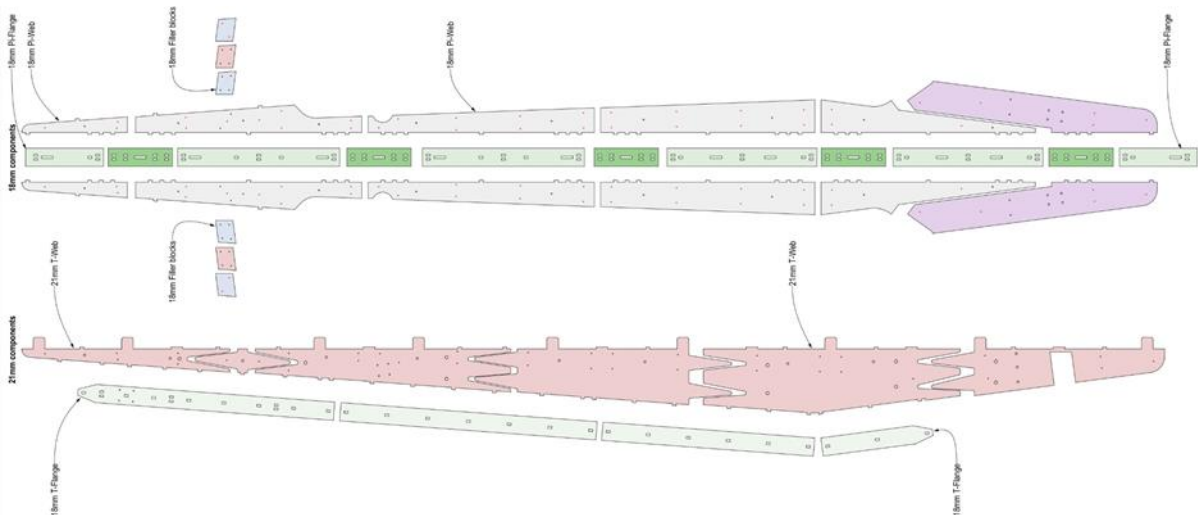 18mm components
18mm Pi-Flange
18mm Pi-Web
18mm Filler blocks
18mm Pi-Web
18mm Pi-Flange
18mm Filler blocks
21mm components
21mm T-Web
21mm T-Web
18mm T-Flange
18mm T-Flange